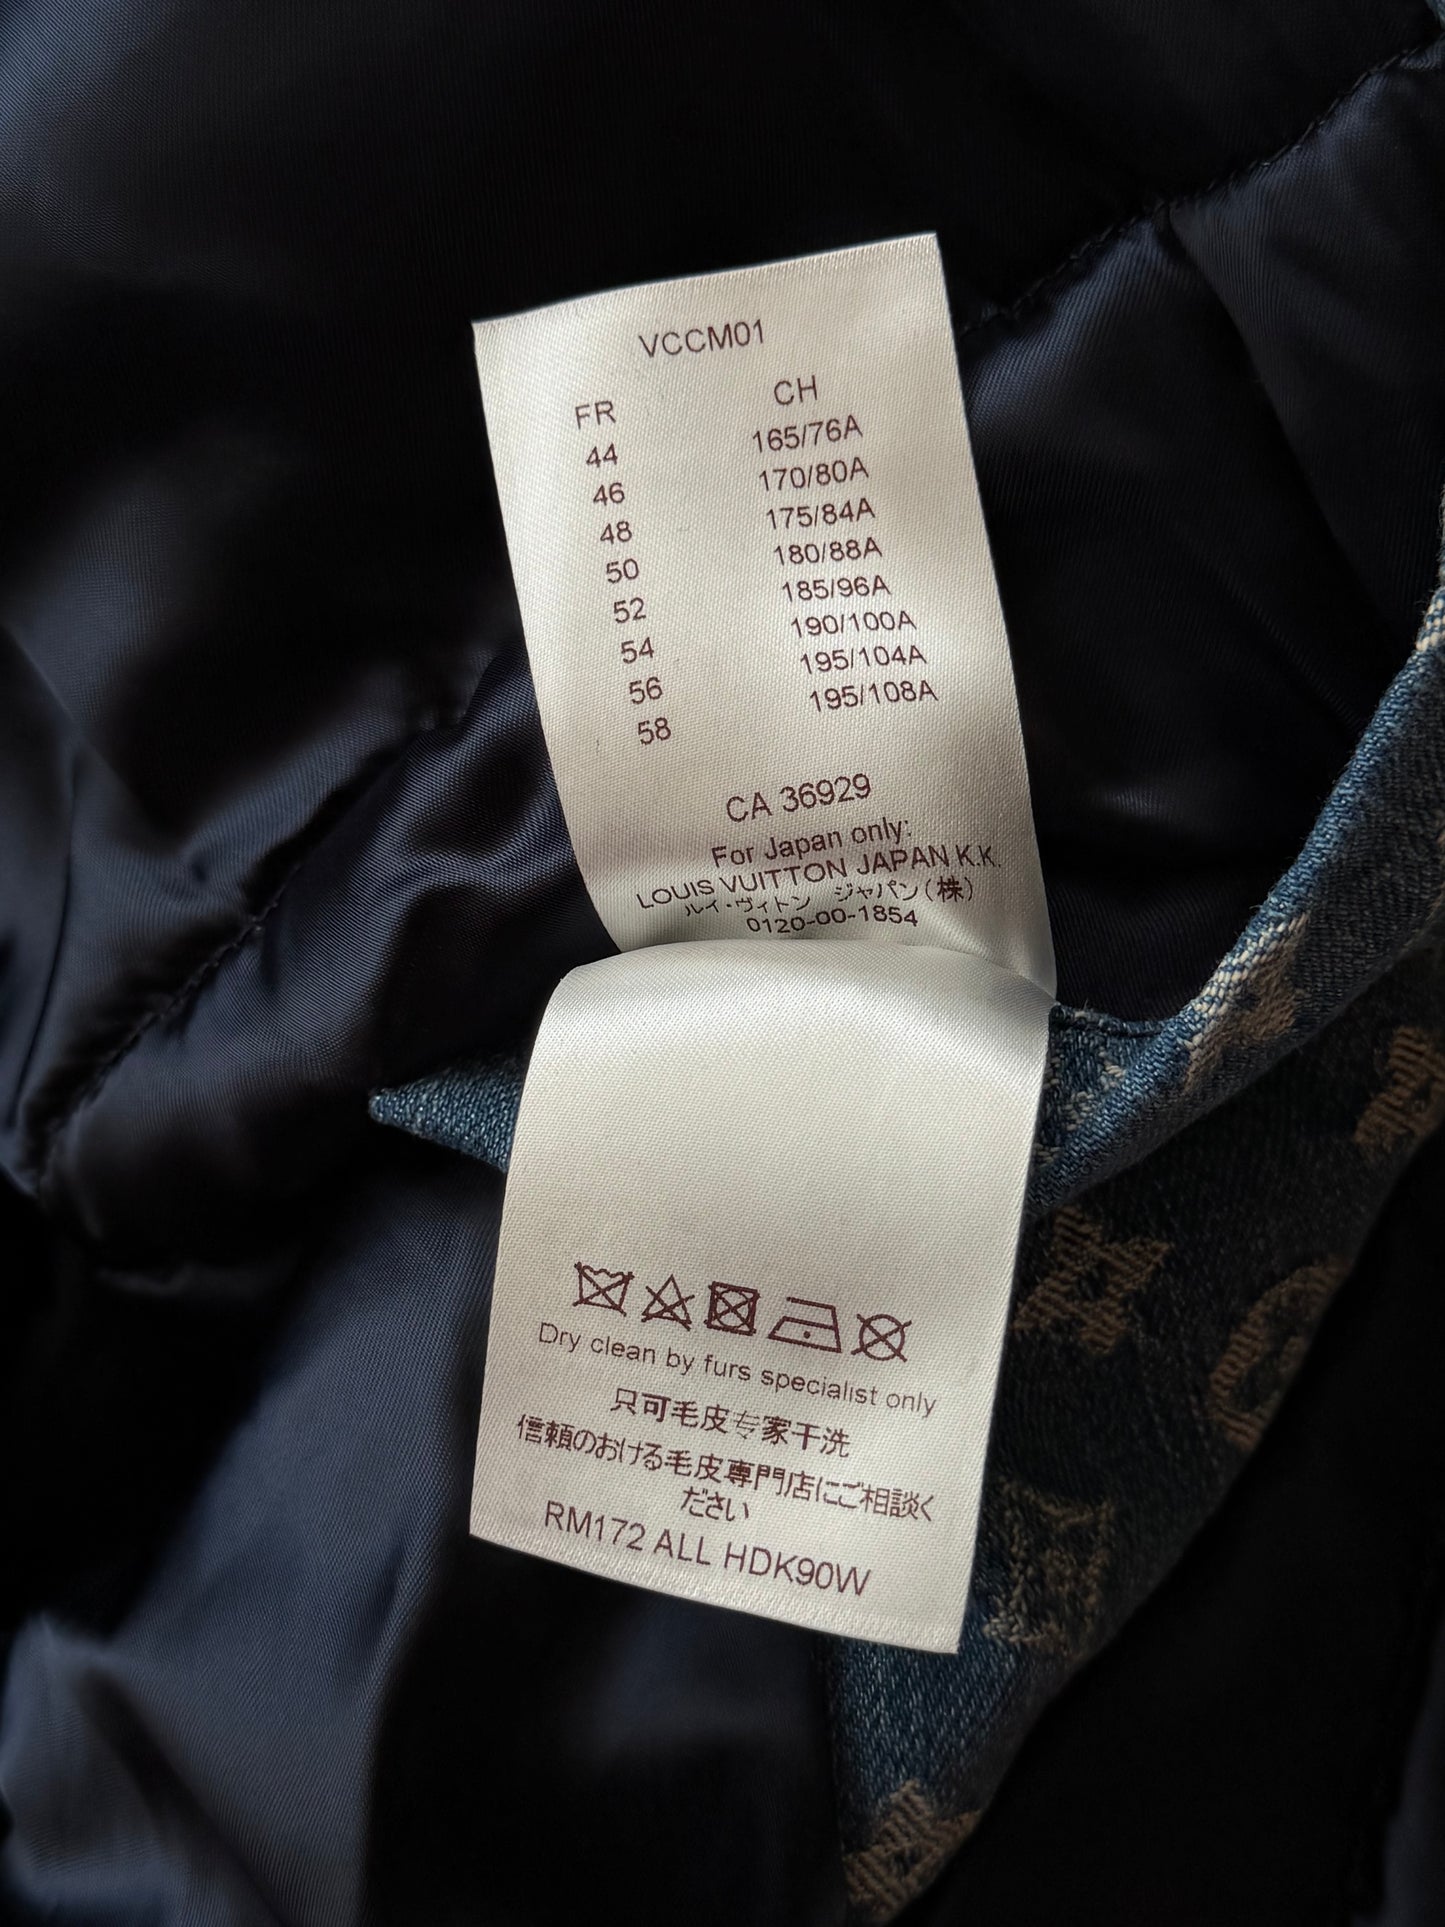 VCCM01
FR CH
44 165/76A
46 170/80A
48 175/84A
50 180/88A
52 185/96A
54 190/100A
56 195/104A
58 195/108A
CA 36929
For Japan only:
LOUIS VUITTON JAPAN K.K.
ルイ・ヴィトン ジャパン(株)
0120-00-1854
Dry clean by furs specialist only
只可毛皮专家干洗
信頼のおける毛皮専門店にご相談く
ださい
RM172 ALL HDK90W